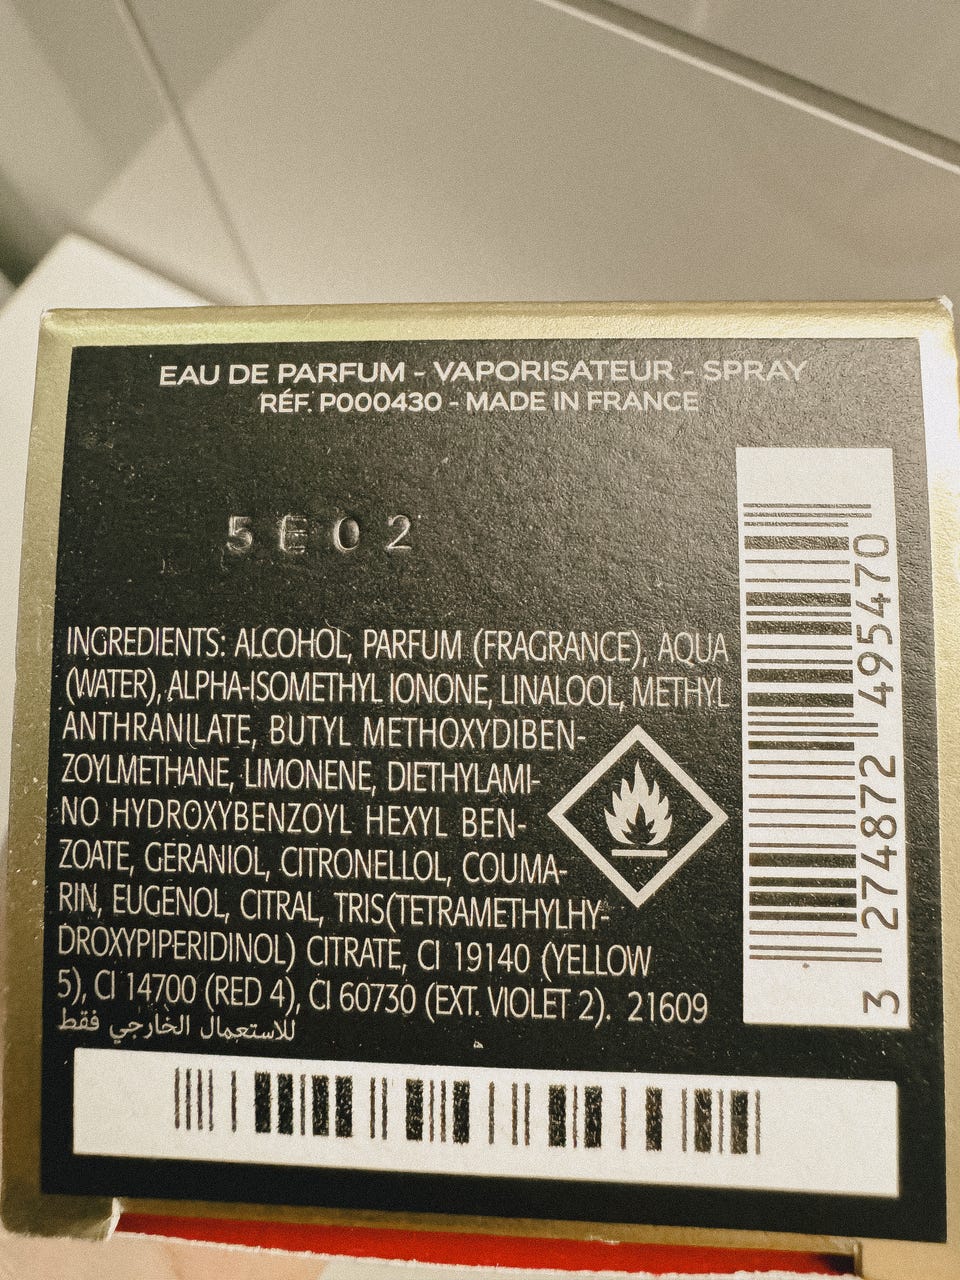 EAU DE PARFUM - VAPORISATEUR - SPRAY
RÉF. P000430 - MADE IN FRANCE
5E02
INGREDIENTS: ALCOHOL, PARFUM (FRAGRANCE), AQUA
(WATER), ALPHA-ISOMETHYL IONONE, LINALOOL, METHYL
ANTHRANILATE, BUTYL METHOXYDIBEN-
ZOYLMETHANE, LIMONENE, DIETHYLAMI-
NO HYDROXYBENZOYL HEXYL BEN-
ZOATE, GERANIOL, CITRONELLOL, COUMA-
RIN, EUGENOL, CITRAL, TRIS(TETRAMETHYLHY-
DROXYPIPERIDINOL) CITRATE, CI 19140 (YELLOW
5), CI 14700 (RED 4), CI 60730 (EXT. VIOLET 2). 21609
للاستعمال الخارجي فقط
3 274872 495470